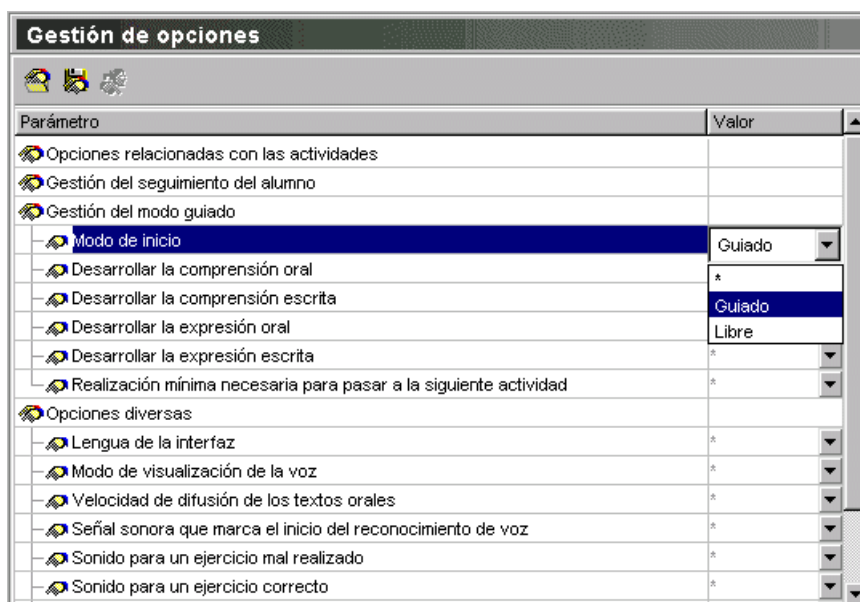 Gestión de opciones
Parámetro Valor
Opciones relacionadas con las actividades
Gestión del seguimiento del alumno
Gestión del modo guiado
Modo de inicio Guiado
Desarrollar la comprensión oral *
Desarrollar la comprensión escrita Guiado
Desarrollar la expresión oral Libre
Desarrollar la expresión escrita *
Realización mínima necesaria para pasar a la siguiente actividad *
Opciones diversas
Lengua de la interfaz *
Modo de visualización de la voz *
Velocidad de difusión de los textos orales *
Señal sonora que marca el inicio del reconocimiento de voz *
Sonido para un ejercicio mal realizado *
Sonido para un ejercicio correcto *